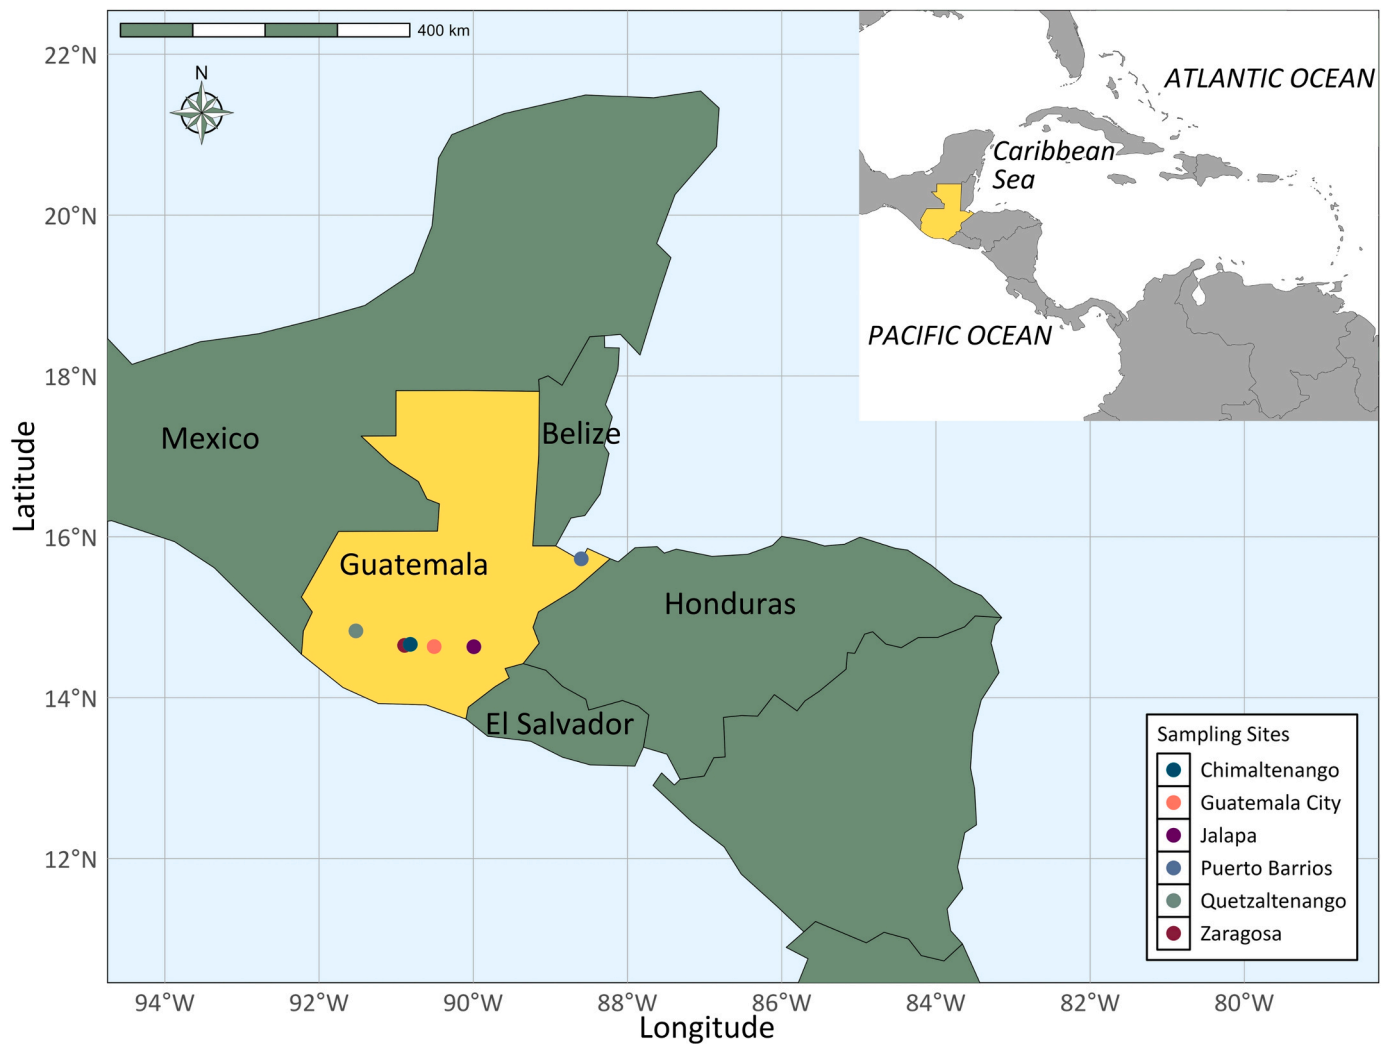 400 km
N
22°N
20°N
18°N
16°N
14°N
12°N
Latitude
ATLANTIC OCEAN
Caribbean
Sea
PACIFIC OCEAN
Mexico
Belize
Guatemala
Honduras
El Salvador
Sampling Sites
Chimaltenango
Guatemala City
Jalapa
Puerto Barrios
Quetzaltenango
Zaragosa
94°W 92°W 90°W 88°W 86°W 84°W 82°W 80°W
Longitude